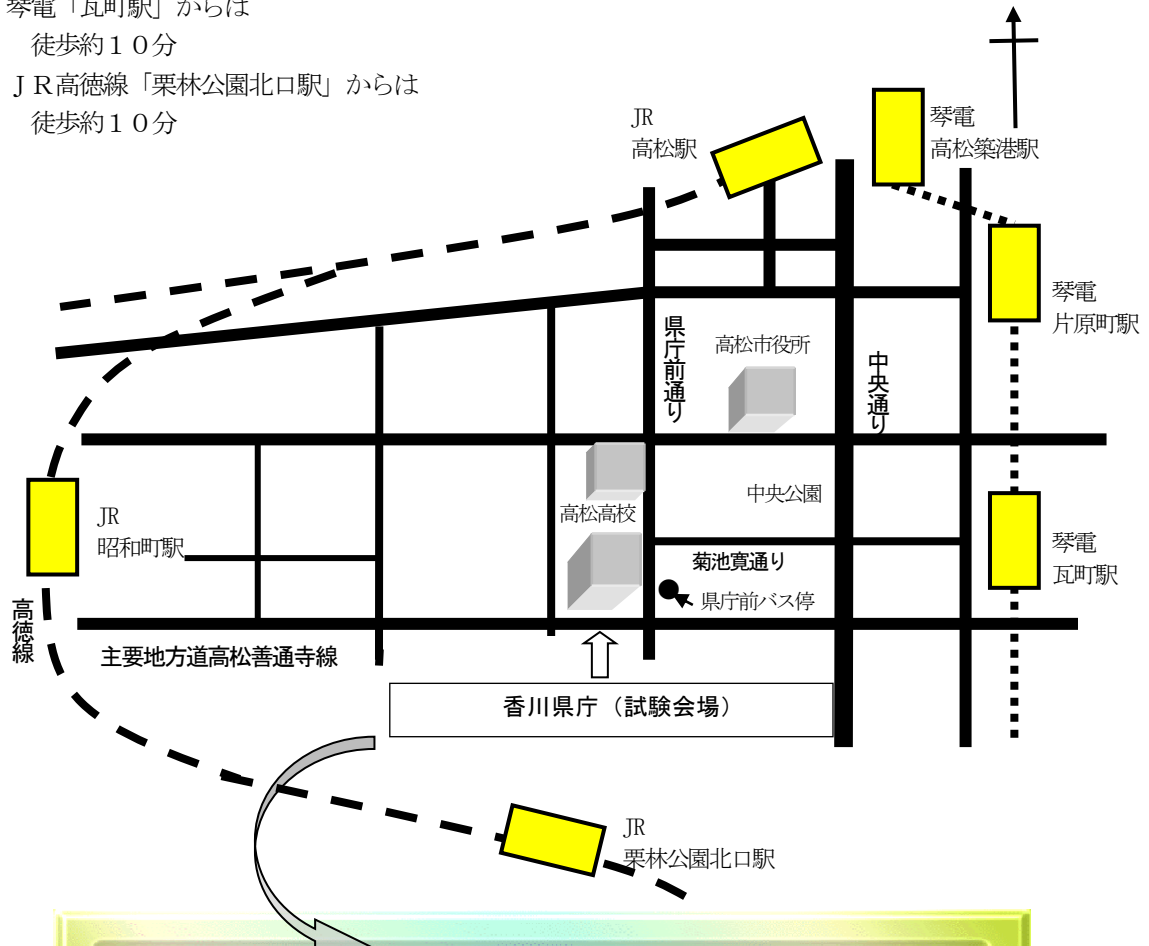 琴電「瓦町駅」からは
徒歩約１０分
ＪＲ高徳線「栗林公園北口駅」からは
徒歩約１０分
JR
高松駅
琴電
高松築港駅
琴電
片原町駅
県庁前通り
高松市役所
中央通り
JR
昭和町駅
高松高校
中央公園
菊池寛通り
県庁前バス停
琴電
瓦町駅
高徳線
主要地方道高松善通寺線
香川県庁（試験会場）
JR
栗林公園北口駅